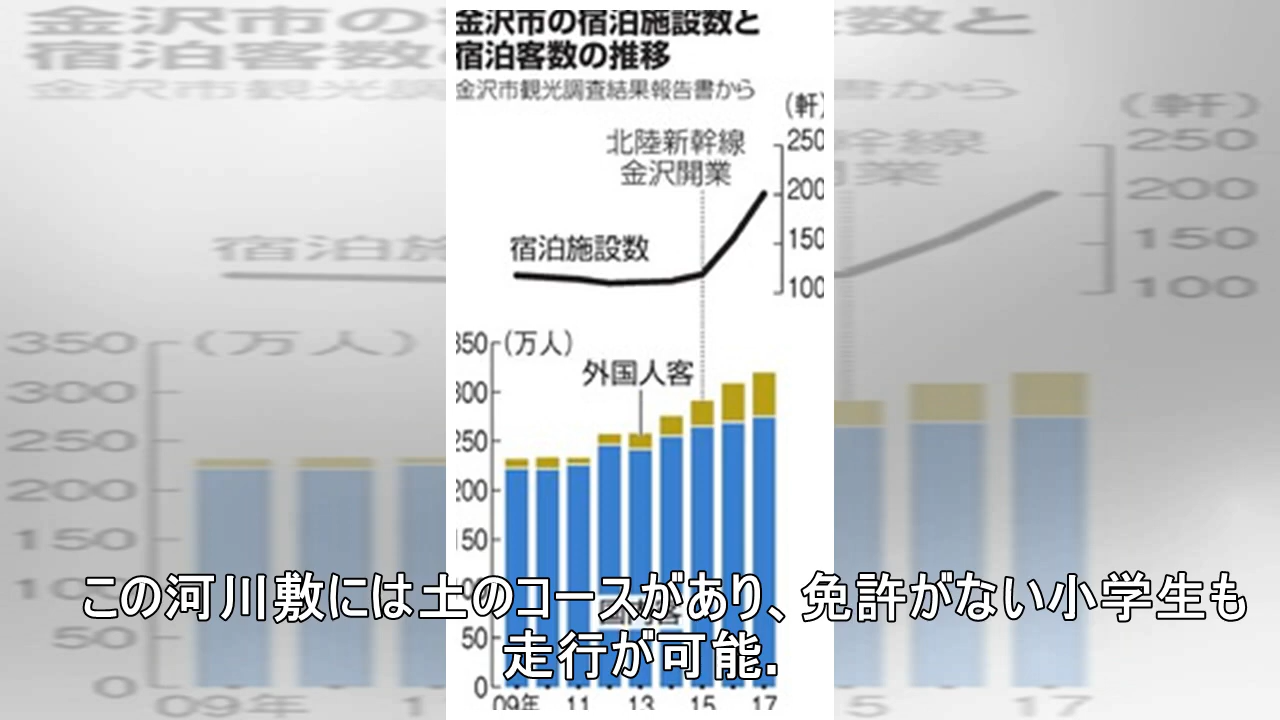 金沢市の宿泊施設数と
宿泊客数の推移
金沢市観光調査結果報告書から
(軒)
北陸新幹線
金沢開業
250
200
150
100
宿泊施設数
350
(万人)
外国人客
300
250
200
150
100
国内客
50
0
09年
11
13
15
17
この河川敷には土のコースがあり、免許がない小学生も
走行が可能.